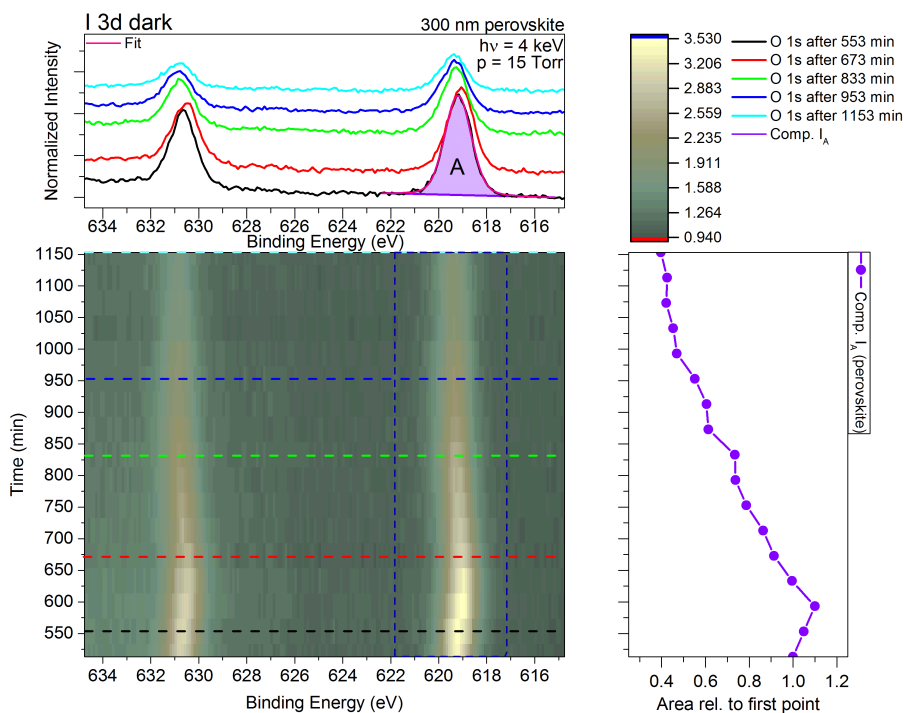 I 3d dark
300 nm perovskite
Fit
hν = 4 keV
p = 15 Torr
A
Normalized Intensity
632 630 628 626 624 622 620 618 616
Binding Energy (eV)
3.530
3.206
2.883
2.559
2.235
1.911
1.588
1.264
0.940
O 1s after 553 min
O 1s after 673 min
O 1s after 833 min
O 1s after 953 min
O 1s after 1153 min
Comp. I_A
1150
1100
1050
1000
950
900
850
800
750
700
650
600
550
Time (min)
634 632 630 628 626 624 622 620 618 616
Binding Energy (eV)
Comp. I_A (perovskite)
0.4 0.6 0.8 1.0 1.2
Area rel. to first point